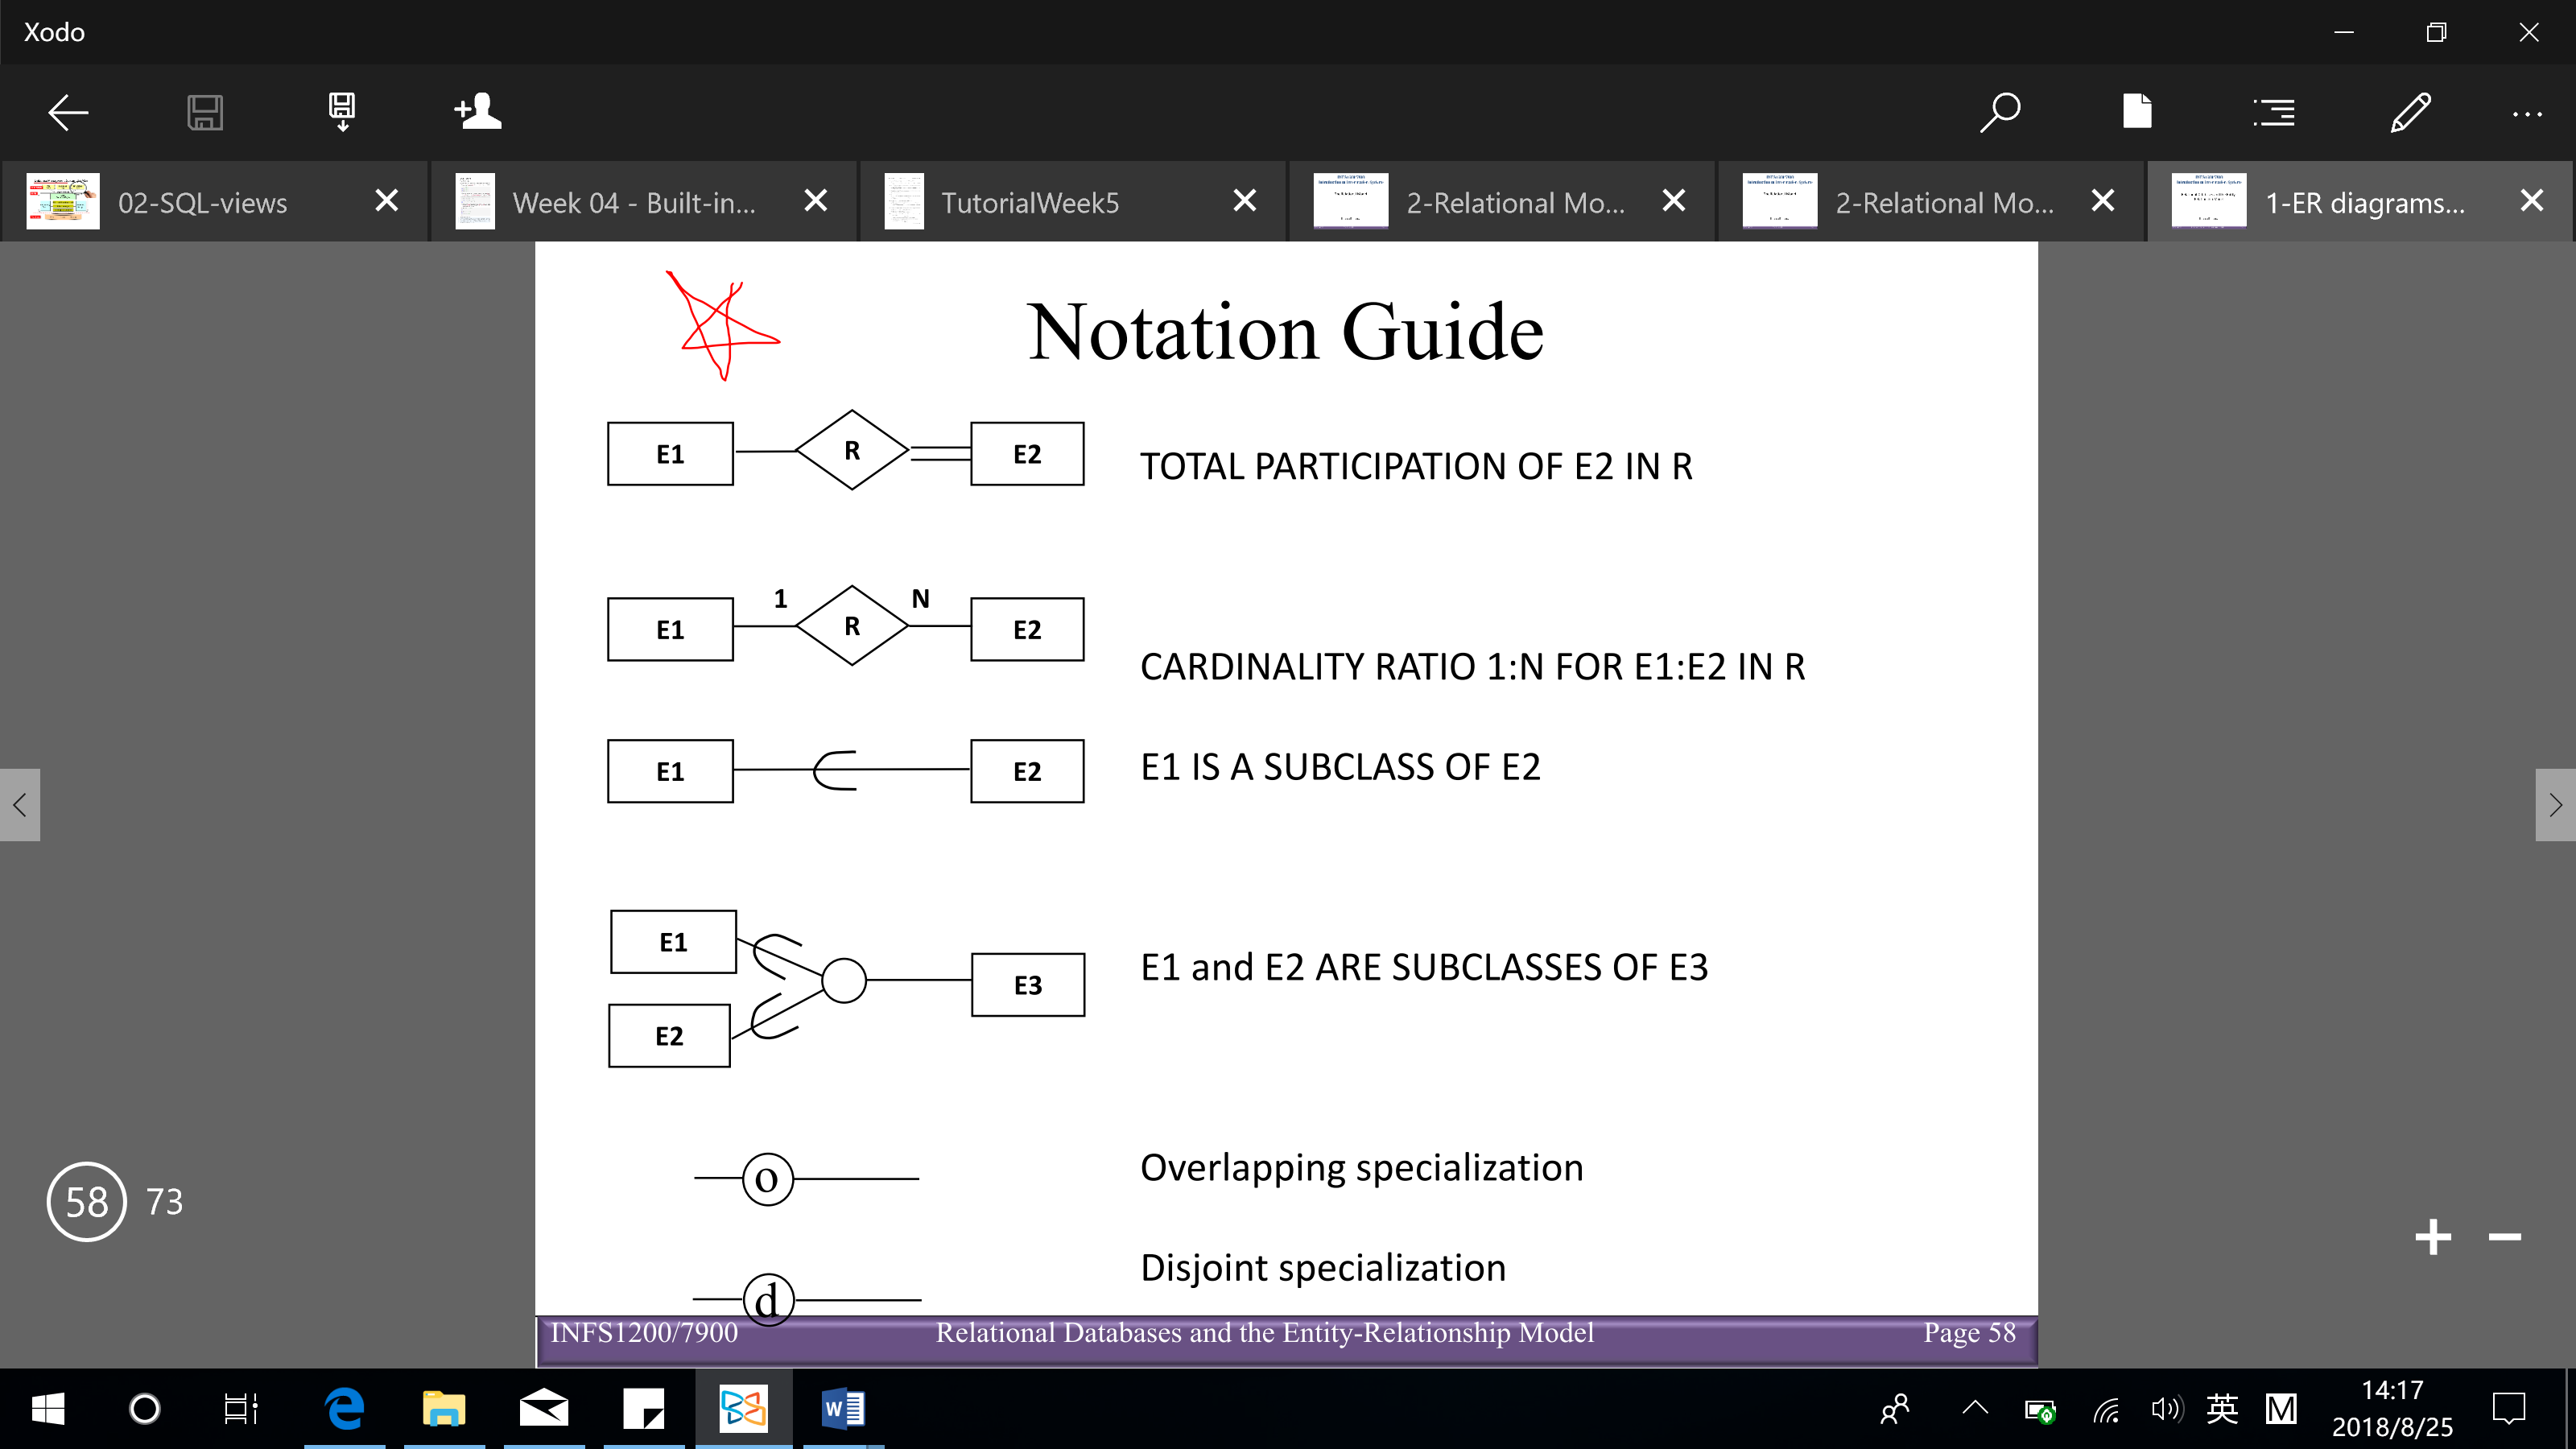 Xodo
02-SQL-views
Week 04 - Built-in...
TutorialWeek5
2-Relational Mo...
2-Relational Mo...
1-ER diagrams...
Notation Guide
E1 R E2
TOTAL PARTICIPATION OF E2 IN R
1 N
E1 R E2
CARDINALITY RATIO 1:N FOR E1:E2 IN R
E1 E2
E1 IS A SUBCLASS OF E2
E1
E2
E3
E1 and E2 ARE SUBCLASSES OF E3
o
Overlapping specialization
d
Disjoint specialization
58 73
INFS1200/7900 Relational Databases and the Entity-Relationship Model Page 58
英
M
14:17
2018/8/25